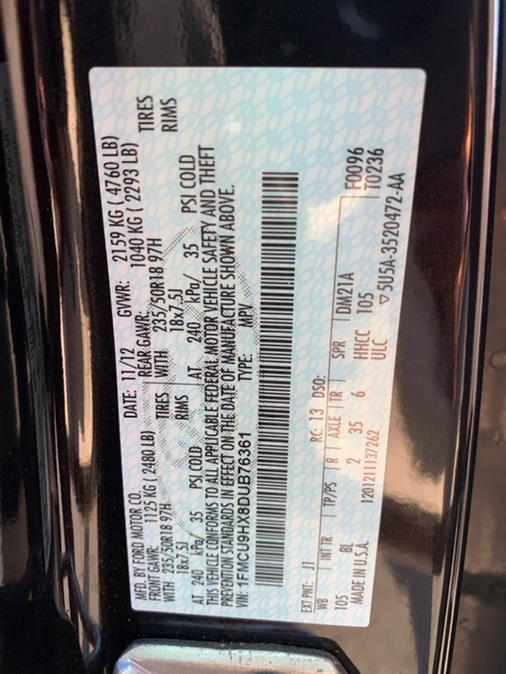 MFD. BY FORD MOTOR CO.
DATE: 11/12 GVWR: 2159 KG ( 4760 LB)
FRONT GAWR: 1125 KG ( 2480 LB) REAR GAWR: 1040 KG ( 2293 LB)
WITH 235/50R18 97H TIRES WITH 235/50R18 97H TIRES
18x7.5J RIMS 18x7.5J RIMS
AT 240 kPa/ 35 PSI COLD AT 240 kPa/ 35 PSI COLD
THIS VEHICLE CONFORMS TO ALL APPLICABLE FEDERAL MOTOR VEHICLE SAFETY AND THEFT
PREVENTION STANDARDS IN EFFECT ON THE DATE OF MANUFACTURE SHOWN ABOVE.
VIN: 1FMCU9HX8DUB76361 TYPE: MPV
F0096
T0236
EXT PNT: J1 RC: 13 DSO:
WB INT TR TP/PS R AXLE TR SPR DM21A
105 8L 2 35 6 HHCC 105
ULC
MADE IN U.S.A. 1201211137262 ▽5U5A-3520472-AA